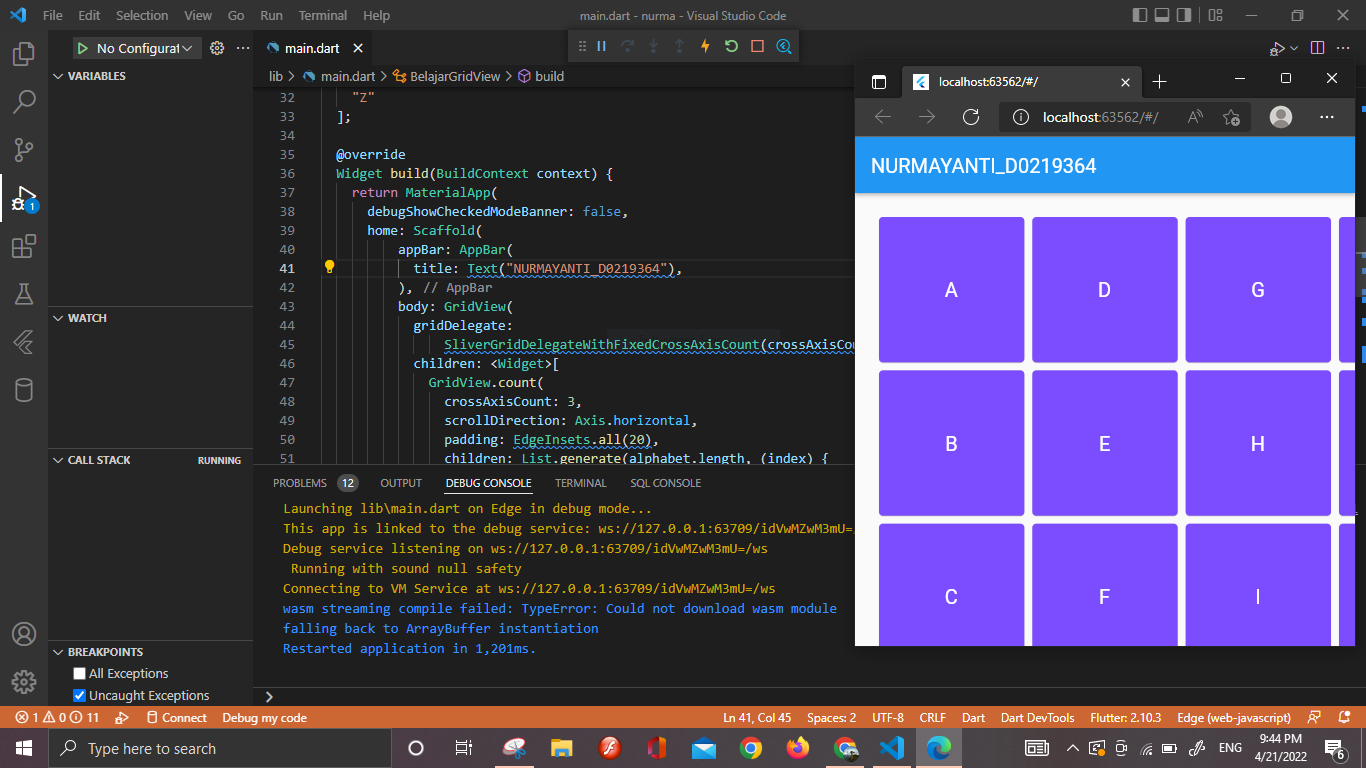 File Edit Selection View Go Run Terminal Help
main.dart - nurma - Visual Studio Code
No Configurat
main.dart
lib > main.dart > BelajarGridView > build
VARIABLES
WATCH
CALL STACK
RUNNING
BREAKPOINTS
All Exceptions
Uncaught Exceptions
1
32 "Z"
33 ];
34
35 @override
36 Widget build(BuildContext context) {
37 return MaterialApp(
38 debugShowCheckedModeBanner: false,
39 home: Scaffold(
40 appBar: AppBar(
41 title: Text("NURMAYANTI_D0219364"),
42 ), // AppBar
43 body: GridView(
44 gridDelegate:
45 SliverGridDelegateWithFixedCrossAxisCount(crossAxisCou
46 children: <Widget>[
47 GridView.count(
48 crossAxisCount: 3,
49 scrollDirection: Axis.horizontal,
50 padding: EdgeInsets.all(20),
51 children: List.generate(alphabet.length, (index) {
PROBLEMS 12 OUTPUT DEBUG CONSOLE TERMINAL SQL CONSOLE
Launching lib\main.dart on Edge in debug mode...
This app is linked to the debug service: ws://127.0.0.1:63709/idVwMZwM3mU=/
Debug service listening on ws://127.0.0.1:63709/idVwMZwM3mU=/ws
Running with sound null safety
Connecting to VM Service at ws://127.0.0.1:63709/idVwMZwM3mU=/ws
wasm streaming compile failed: TypeError: Could not download wasm module
falling back to ArrayBuffer instantiation
Restarted application in 1,201ms.
localhost:63562/#/
localhost:63562/#/
NURMAYANTI_D0219364
A D G
B E H
C F I
1 0 11 Connect Debug my code
Ln 41, Col 45 Spaces: 2 UTF-8 CRLF Dart Dart DevTools Flutter: 2.10.3 Edge (web-javascript)
Type here to search
ENG
9:44 PM
4/21/2022
6